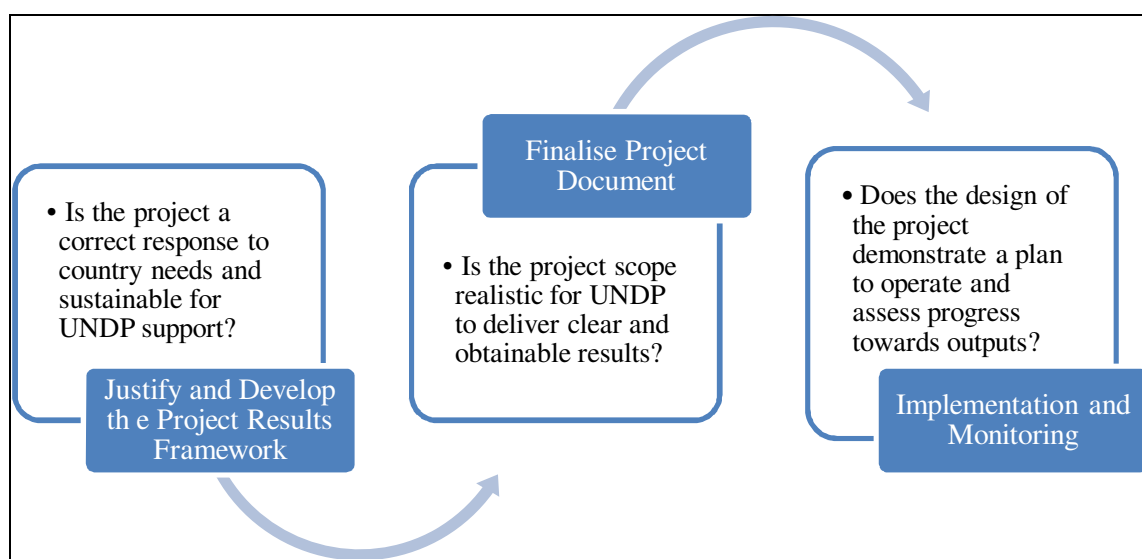 • Is the project a
correct response to
country needs and
sustainable for
UNDP support?
Justify and Develop
th e Project Results
Framework
Finalise Project
Document
• Is the project scope
realistic for UNDP
to deliver clear and
obtainable results?
• Does the design of
the project
demonstrate a plan
to operate and
assess progress
towards outputs?
Implementation and
Monitoring